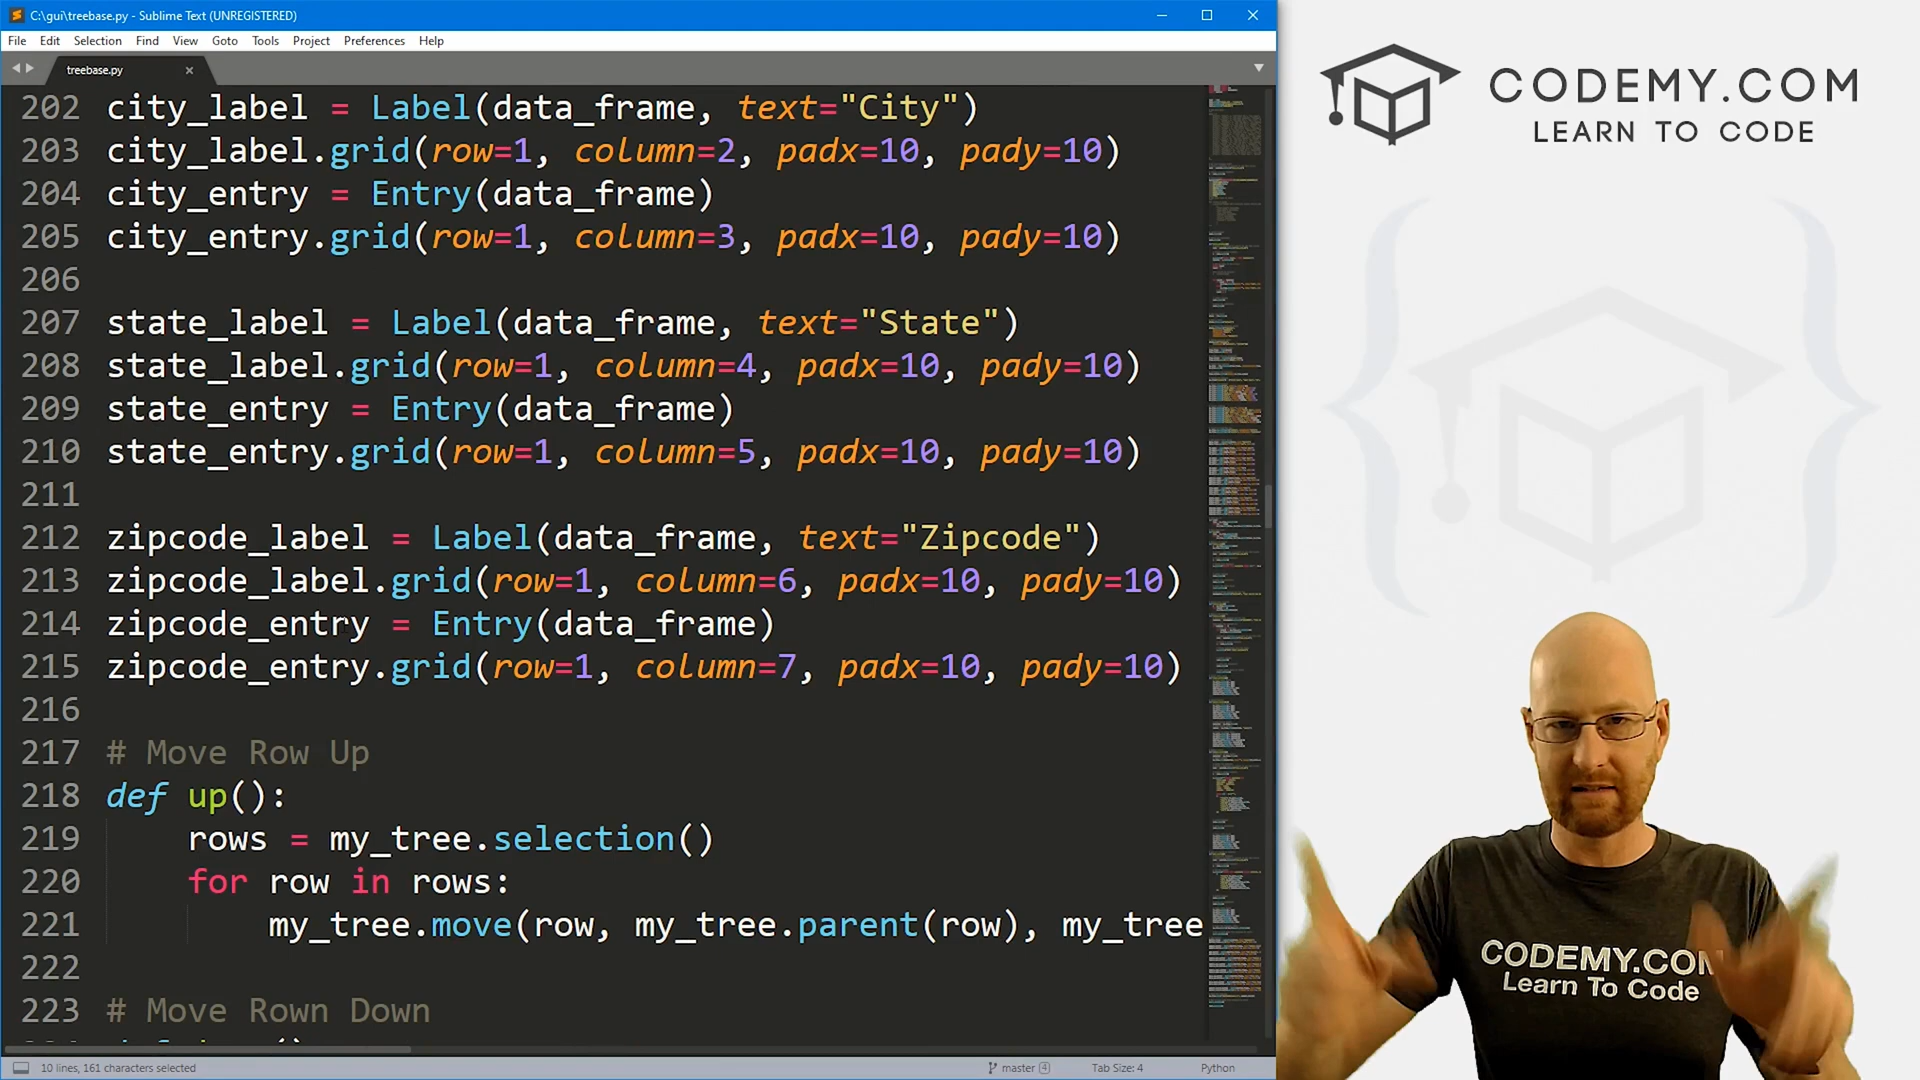 C:\gui\treebase.py - Sublime Text (UNREGISTERED)
File Edit Selection Find View Goto Tools Project Preferences Help
treebase.py
202 city_label = Label(data_frame, text="City")
203 city_label.grid(row=1, column=2, padx=10, pady=10)
204 city_entry = Entry(data_frame)
205 city_entry.grid(row=1, column=3, padx=10, pady=10)
206
207 state_label = Label(data_frame, text="State")
208 state_label.grid(row=1, column=4, padx=10, pady=10)
209 state_entry = Entry(data_frame)
210 state_entry.grid(row=1, column=5, padx=10, pady=10)
211
212 zipcode_label = Label(data_frame, text="Zipcode")
213 zipcode_label.grid(row=1, column=6, padx=10, pady=10)
214 zipcode_entry = Entry(data_frame)
215 zipcode_entry.grid(row=1, column=7, padx=10, pady=10)
216
217 # Move Row Up
218 def up():
219 rows = my_tree.selection()
220 for row in rows:
221 my_tree.move(row, my_tree.parent(row), my_tree
222
223 # Move Rown Down
10 lines, 161 characters selected
master 4
Tab Size: 4
Python
CODEMY.COM
LEARN TO CODE
CODEMY.COM
Learn To Code